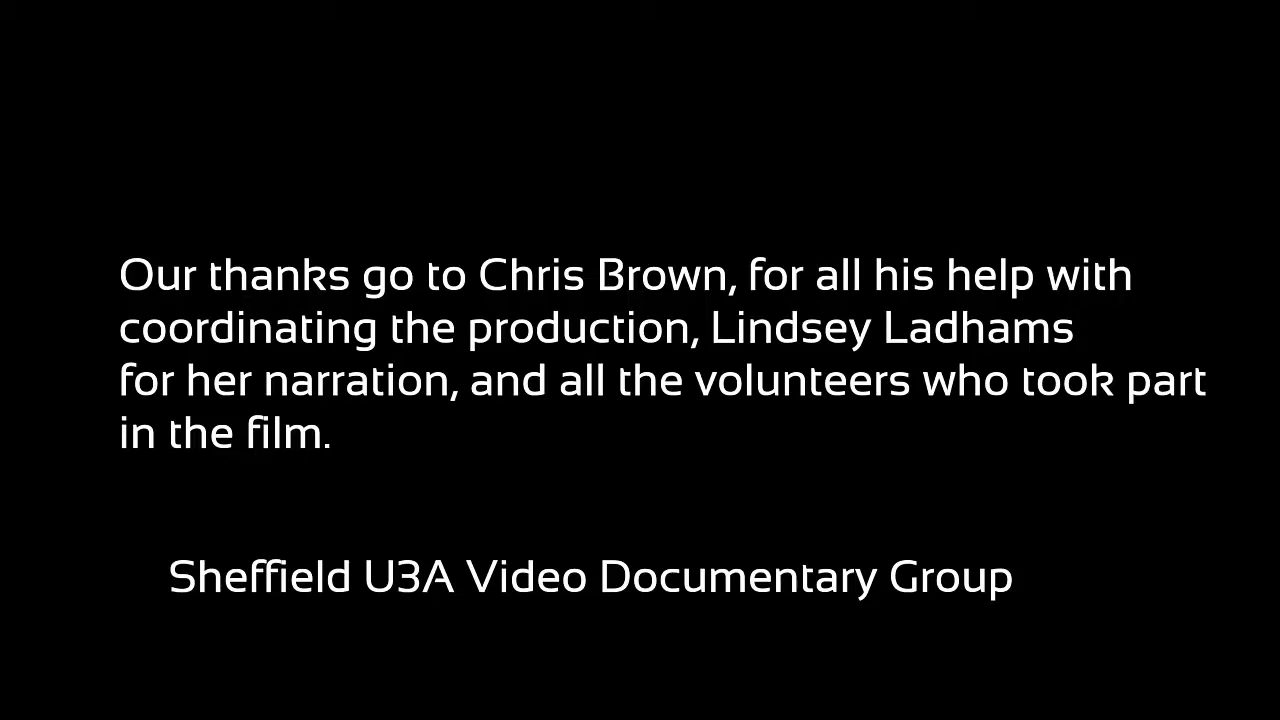 Our thanks go to Chris Brown, for all his help with
coordinating the production, Lindsey Ladhams
for her narration, and all the volunteers who took part
in the film.
Sheffield U3A Video Documentary Group